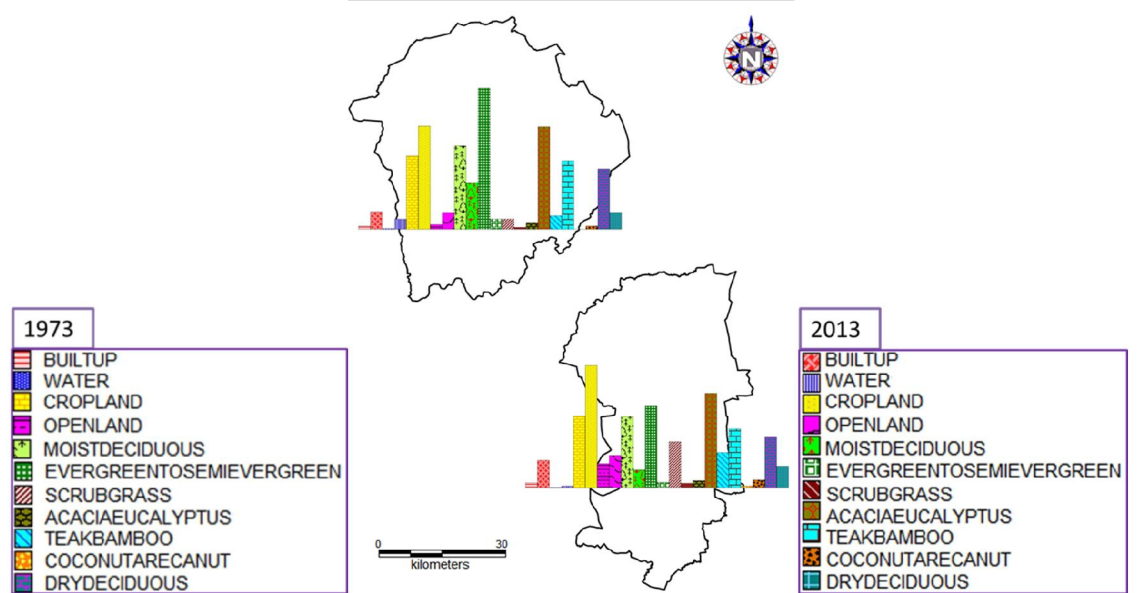 N
1973
BUILTUP
WATER
CROPLAND
OPENLAND
MOISTDECIDUOUS
EVERGREENTOSEMIEVERGREEN
SCRUBGRASS
ACACIAEUCALYPTUS
TEAKBAMBOO
COCONUTARECANUT
DRYDECIDUOUS
0 30
kilometers
2013
BUILTUP
WATER
CROPLAND
OPENLAND
MOISTDECIDUOUS
EVERGREENTOSEMIEVERGREEN
SCRUBGRASS
ACACIAEUCALYPTUS
TEAKBAMBOO
COCONUTARECANUT
DRYDECIDUOUS